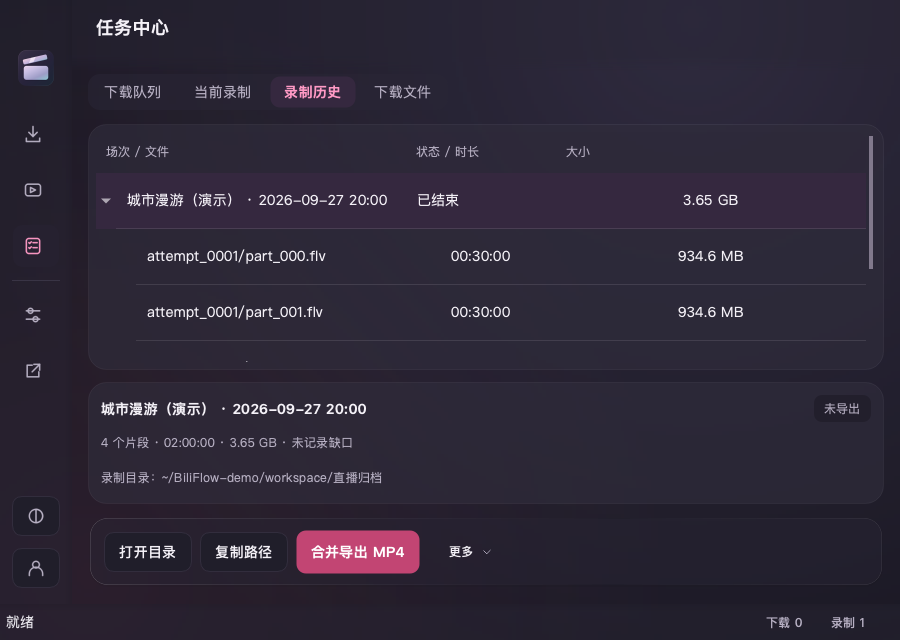 任务中心
下载队列 当前录制 录制历史 下载文件
场次 / 文件 状态 / 时长 大小
城市漫游（演示） · 2026-09-27 20:00 已结束 3.65 GB
attempt_0001/part_000.flv 00:30:00 934.6 MB
attempt_0001/part_001.flv 00:30:00 934.6 MB
城市漫游（演示） · 2026-09-27 20:00 未导出
4 个片段 · 02:00:00 · 3.65 GB · 未记录缺口
录制目录：~/BiliFlow-demo/workspace/直播归档
打开目录 复制路径 合并导出 MP4 更多
就绪 下载 0 录制 1